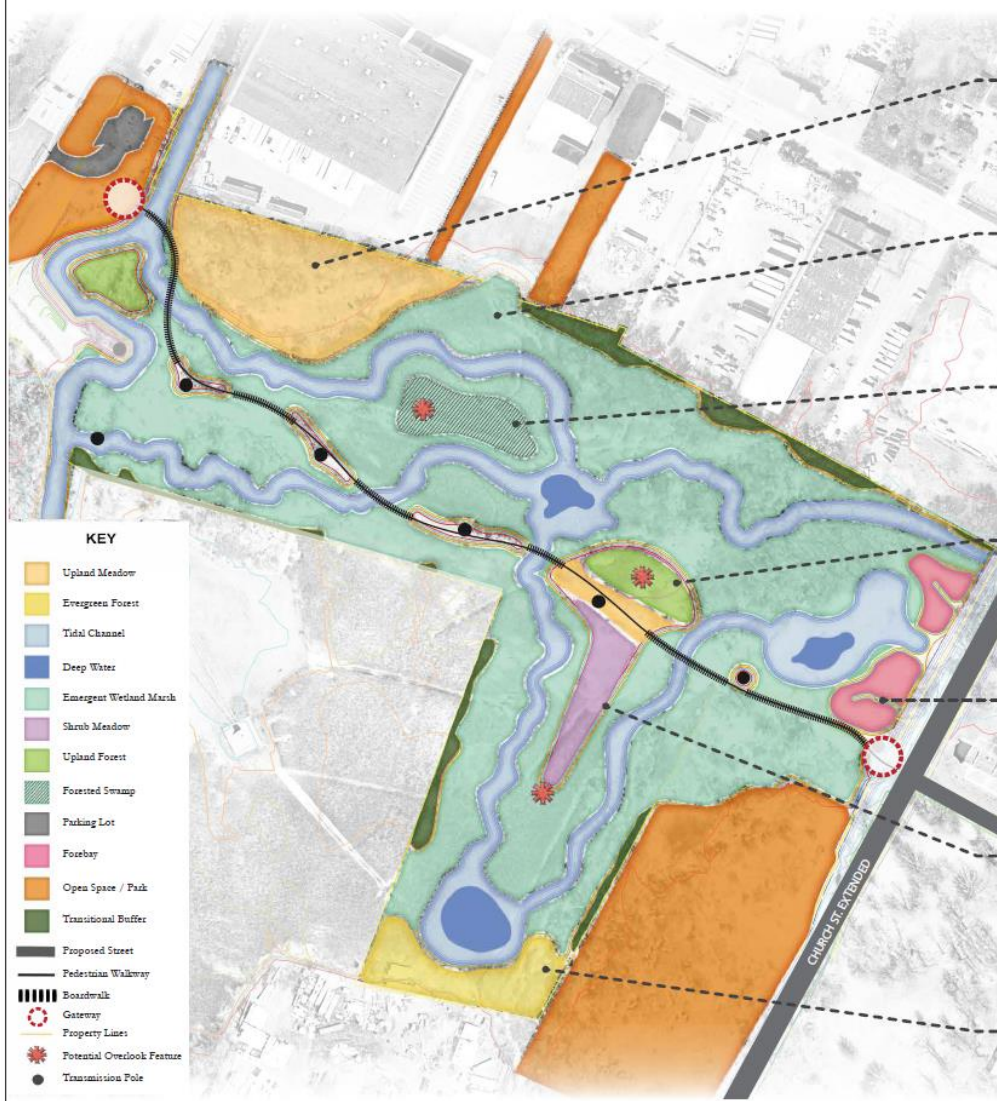 KEY
Upland Meadow
Evergreen Forest
Tidal Channel
Deep Water
Emergent Wetland Marsh
Shrub Meadow
Upland Forest
Forested Swamp
Parking Lot
Forebay
Open Space / Park
Transitional Buffer
Proposed Street
Pedestrian Walkway
Boardwalk
Gateway
Property Lines
Potential Overlook Feature
Transmission Pole
CHURCH ST. EXTENDED